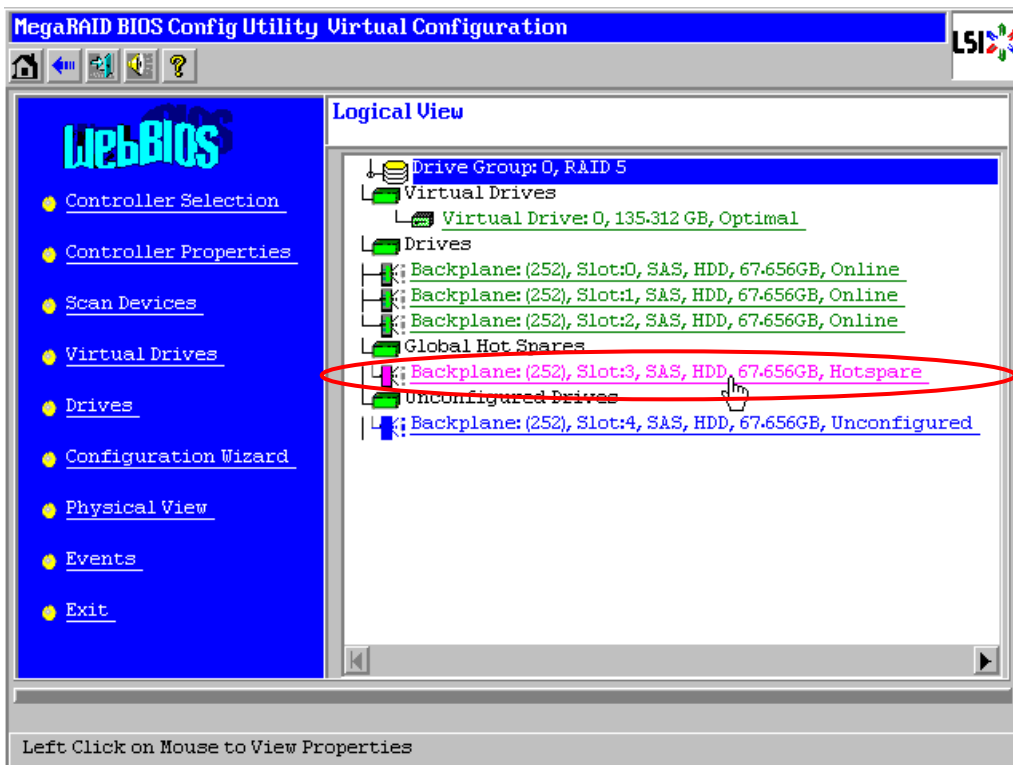 MegaRAID BIOS Config Utility Virtual Configuration
LSI
WebBIOS
Controller Selection
Controller Properties
Scan Devices
Virtual Drives
Drives
Configuration Wizard
Physical View
Events
Exit
Logical View
Drive Group: 0, RAID 5
Virtual Drives
Virtual Drive: 0, 135.312 GB, Optimal
Drives
Backplane: (252), Slot:0, SAS, HDD, 67.656GB, Online
Backplane: (252), Slot:1, SAS, HDD, 67.656GB, Online
Backplane: (252), Slot:2, SAS, HDD, 67.656GB, Online
Global Hot Spares
Backplane: (252), Slot:3, SAS, HDD, 67.656GB, Hotspare
Unconfigured Drives
Backplane: (252), Slot:4, SAS, HDD, 67.656GB, Unconfigured
Left Click on Mouse to View Properties